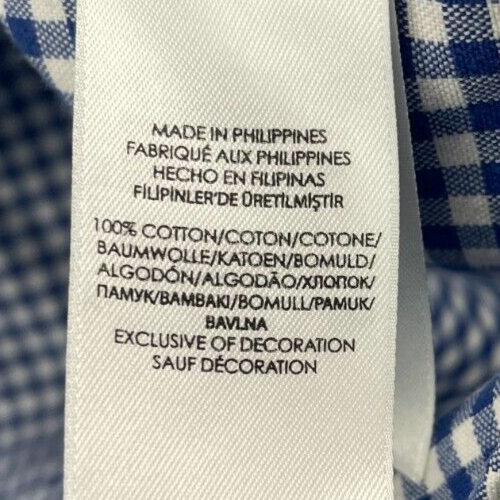 MADE IN PHILIPPINES
FABRIQUÉ AUX PHILIPPINES
HECHO EN FILIPINAS
FİLİPİNLER'DE ÜRETİLMİŞTİR
100% COTTON/COTON/COTONE/
BAUMWOLLE/KATOEN/BOMULD/
ALGODÓN/ALGODÃO/ХЛОПОК/
ПАМУК/ΒΑΜΒΑΚΙ/BOMULL/PAMUK/
BAVLNA
EXCLUSIVE OF DECORATION
SAUF DÉCORATION